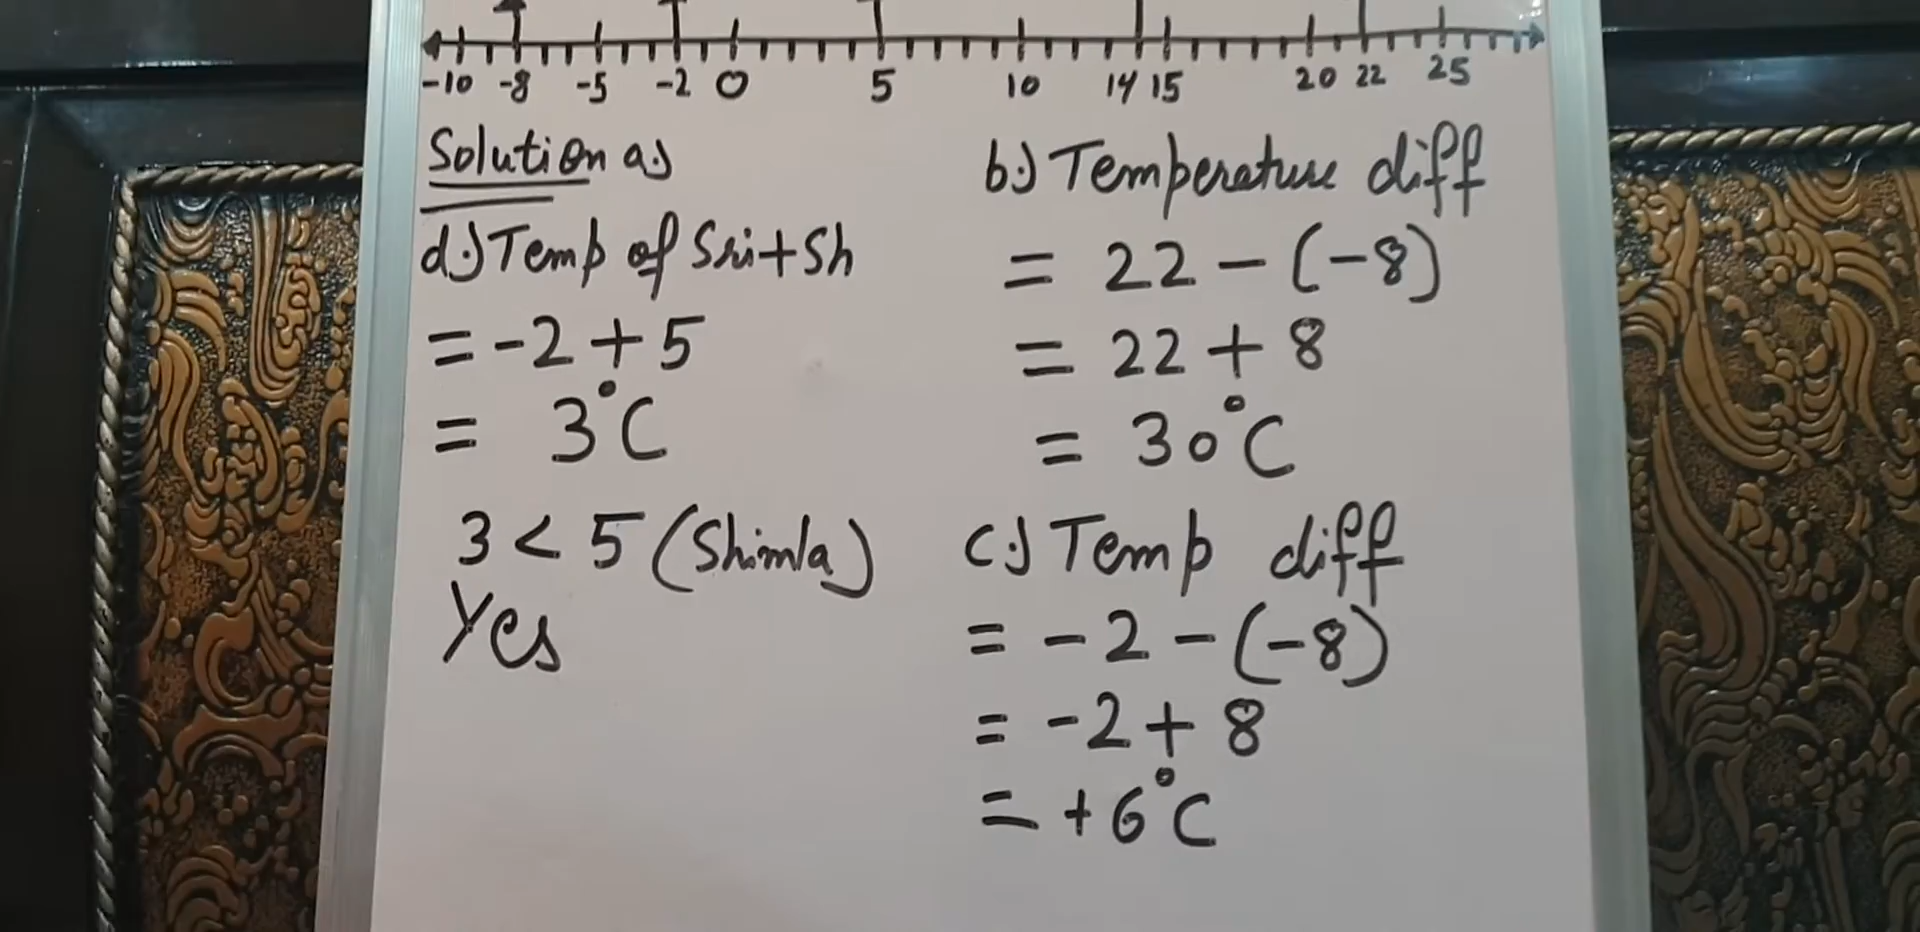 -10 -8 -5 -2 0 5 10 14 15 20 22 25
Solution a.)
d.) Temp of Sri + Sh
= -2 + 5
= 3°C
3 < 5 (Shimla)
Yes
b.) Temperature diff
= 22 - (-8)
= 22 + 8
= 30°C
c.) Temp diff
= -2 - (-8)
= -2 + 8
= +6°C